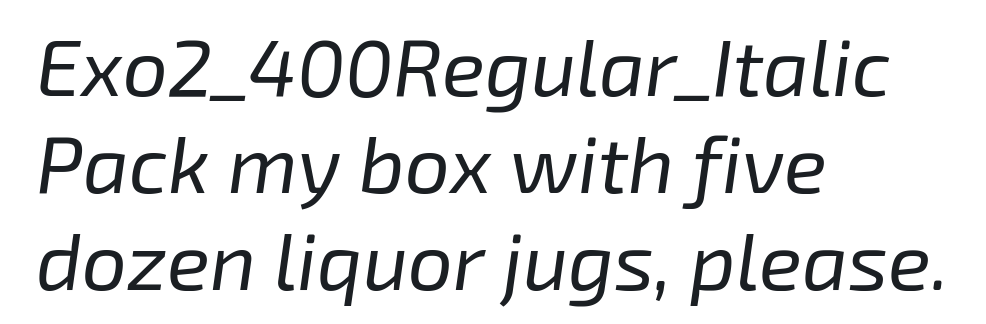 Exo2_400Regular_Italic
Pack my box with five
dozen liquor jugs, please.